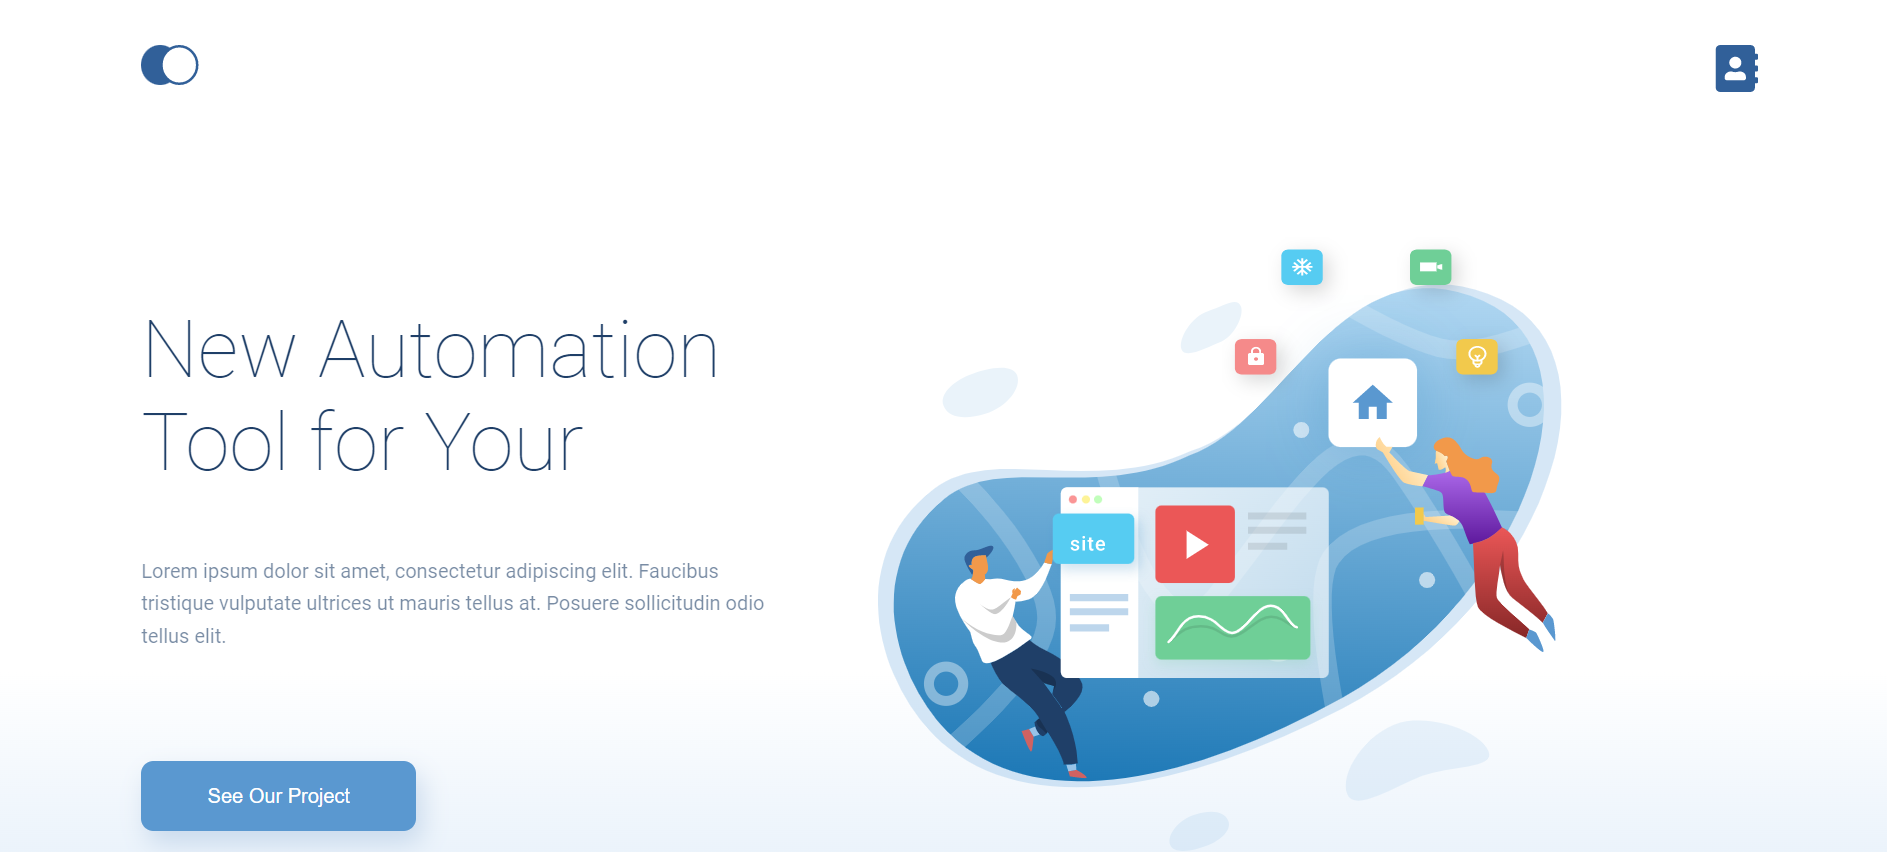 New Automation
Tool for Your
Lorem ipsum dolor sit amet, consectetur adipiscing elit. Faucibus
tristique vulputate ultrices ut mauris tellus at. Posuere sollicitudin odio
tellus elit.
See Our Project
site